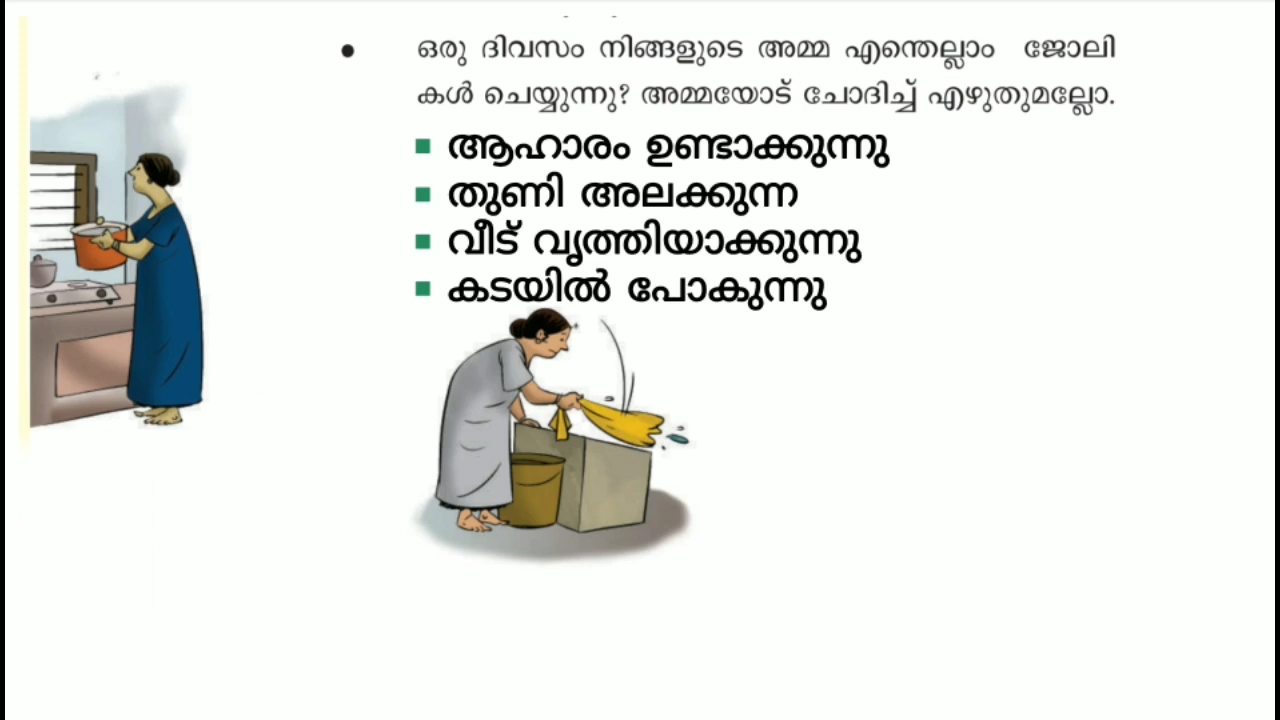 ഒരു ദിവസം നിങ്ങളുടെ അമ്മ എന്തെല്ലാം ജോലി
കൾ ചെയ്യുന്നു? അമ്മയോട് ചോദിച്ച് എഴുതുമല്ലോ.
ആഹാരം ഉണ്ടാക്കുന്നു
തുണി അലക്കുന്ന
വീട് വൃത്തിയാക്കുന്നു
കടയിൽ പോകുന്നു